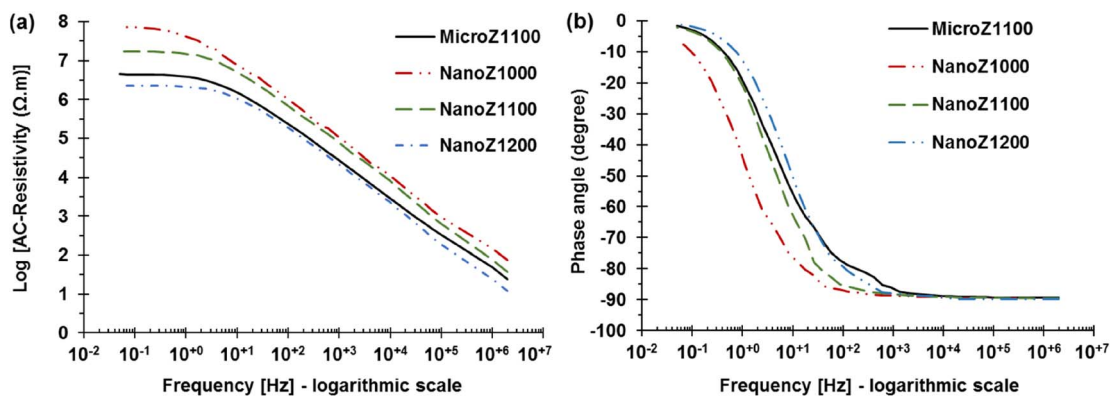 (a)
Log [AC-Resistivity (Ω.m)]
8
7
6
5
4
3
2
1
0
MicroZ1100
NanoZ1000
NanoZ1100
NanoZ1200
10-2 10-1 10+0 10+1 10+2 10+3 10+4 10+5 10+6 10+7
Frequency [Hz] - logarithmic scale
(b)
Phase angle (degree)
0
-10
-20
-30
-40
-50
-60
-70
-80
-90
-100
MicroZ1100
NanoZ1000
NanoZ1100
NanoZ1200
10-2 10-1 10+0 10+1 10+2 10+3 10+4 10+5 10+6 10+7
Frequency [Hz] - logarithmic scale